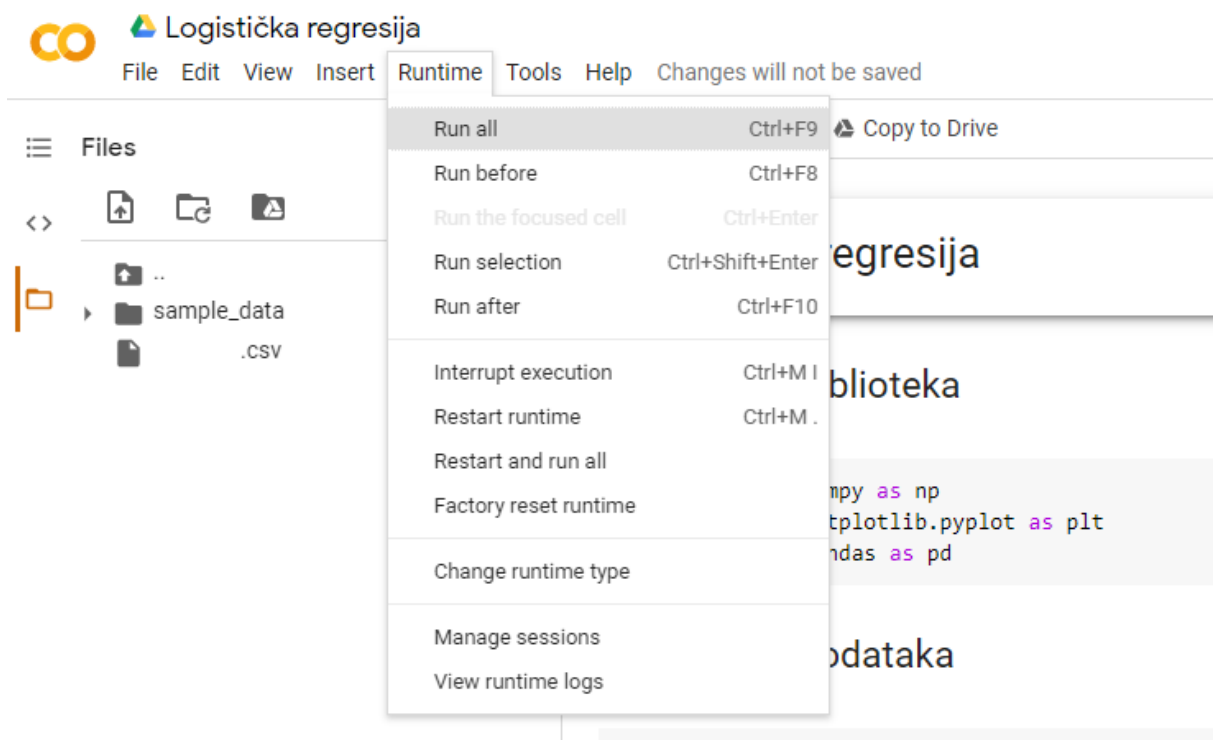 Logistička regresija
File Edit View Insert Runtime Tools Help Changes will not be saved
Files
Copy to Drive
Run all Ctrl+F9
Run before Ctrl+F8
Run the focused cell Ctrl+Enter
Run selection Ctrl+Shift+Enter
Run after Ctrl+F10
Interrupt execution Ctrl+M I
Restart runtime Ctrl+M .
Restart and run all
Factory reset runtime
Change runtime type
Manage sessions
View runtime logs
..
sample_data
.csv
egresija
blioteka
mpy as np
tplotlib.pyplot as plt
ndas as pd
odataka